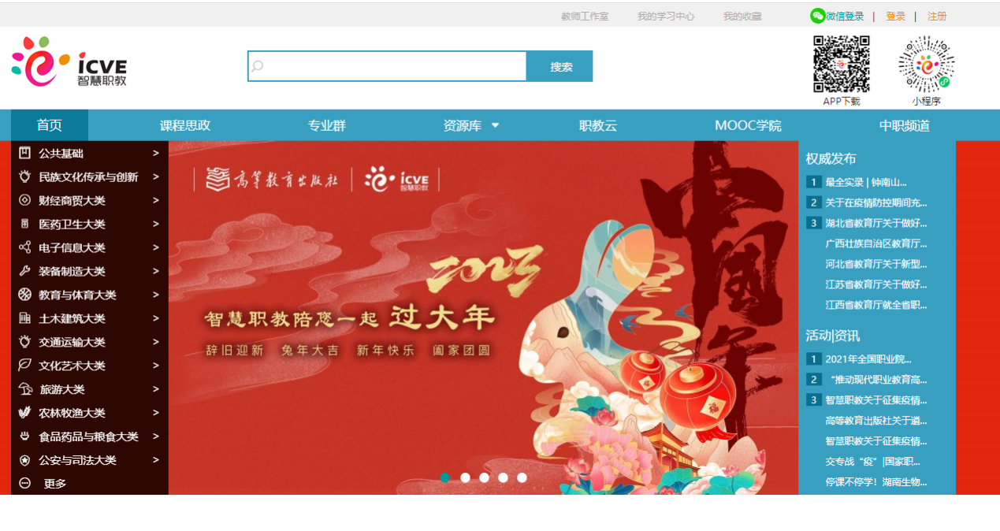 教师工作室 我的学习中心 我的收藏 微信登录 | 登录 | 注册
icve
智慧职教
搜索
APP下载 小程序
首页 课程思政 专业群 资源库 职教云 MOOC学院 中职频道
公共基础 >
民族文化传承与创新 >
财经商贸大类 >
医药卫生大类 >
电子信息大类 >
装备制造大类 >
教育与体育大类 >
土木建筑大类 >
交通运输大类 >
文化艺术大类 >
旅游大类 >
农林牧渔大类 >
食品药品与粮食大类 >
公安与司法大类 >
更多
高等教育出版社 icve
智慧职教
中国年
2023
智慧职教陪您一起过大年
辞旧迎新 兔年大吉 新年快乐 阖家团圆
福
权威发布
1 最全实录 | 钟南山...
2 关于在疫情防控期间充...
3 湖北省教育厅关于做好...
广西壮族自治区教育厅...
河北省教育厅关于新型...
江苏省教育厅关于做好...
江西省教育厅就全省职...
活动|资讯
1 2021年全国职业院...
2 “推动现代职业教育高...
3 智慧职教关于征集疫情...
高等教育出版社关于遴...
智慧职教关于征集疫情...
交专战“疫”|国家职...
停课不停学！湖南生物...